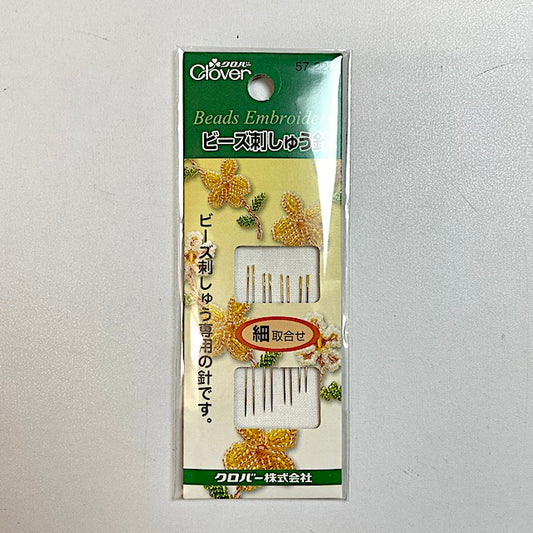 クロバー
Clover
57-22
Beads Embroider
ビーズ刺しゅう針
ビーズ刺しゅう専用の針です。
細取合せ
クロバー株式会社